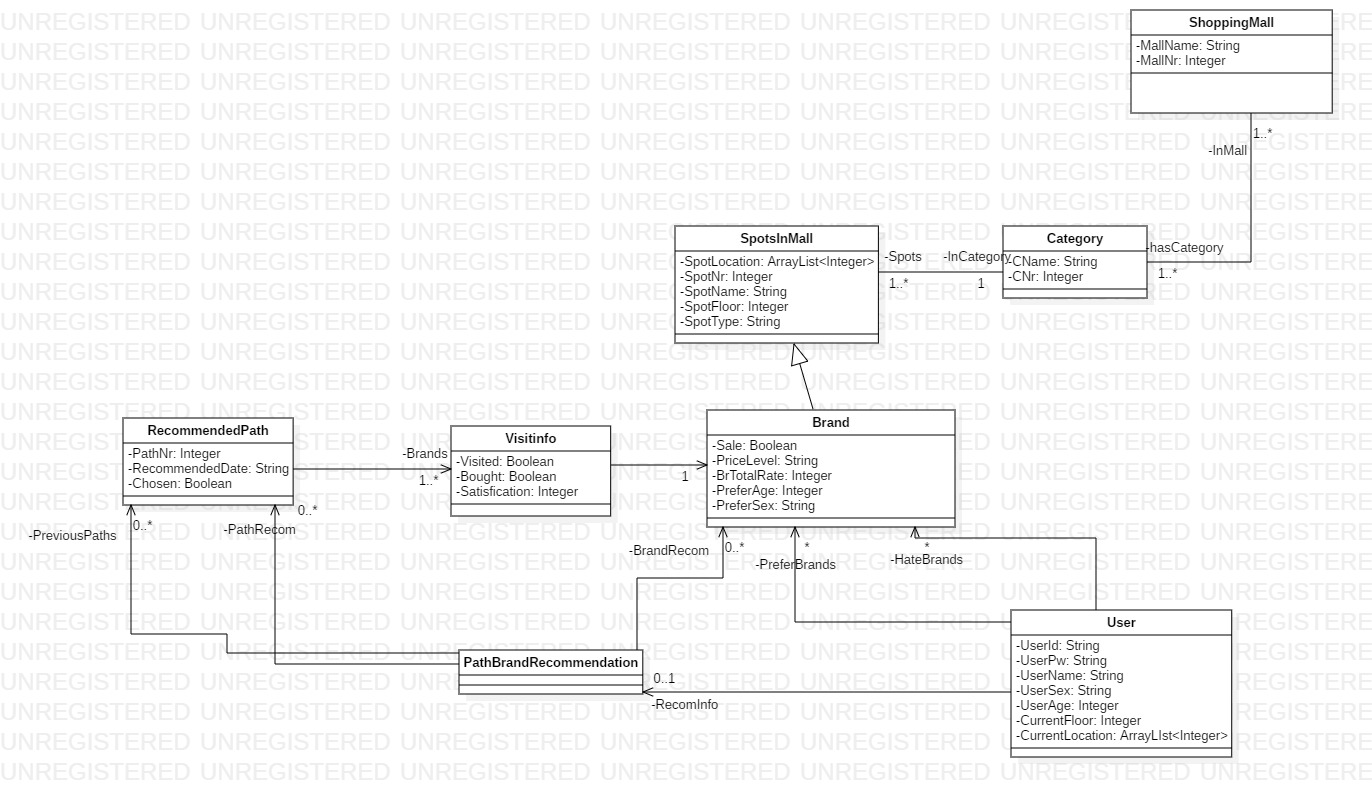 ShoppingMall
-MallName: String
-MallNr: Integer
1..*
-InMall
SpotsInMall
-SpotLocation: ArrayList<Integer>
-SpotNr: Integer
-SpotName: String
-SpotFloor: Integer
-SpotType: String
-Spots
1..*
-InCategory
1
Category
-CName: String
-CNr: Integer
-hasCategory
1..*
RecommendedPath
-PathNr: Integer
-RecommendedDate: String
-Chosen: Boolean
-Brands
1..*
Visitinfo
-Visited: Boolean
-Bought: Boolean
-Satisfication: Integer
1
Brand
-Sale: Boolean
-PriceLevel: String
-BrTotalRate: Integer
-PreferAge: Integer
-PreferSex: String
-PreviousPaths
0..*
-PathRecom
0..*
-BrandRecom
0..*
-PreferBrands
*
-HateBrands
*
PathBrandRecommendation
0..1
-RecomInfo
User
-UserId: String
-UserPw: String
-UserName: String
-UserSex: String
-UserAge: Integer
-CurrentFloor: Integer
-CurrentLocation: ArrayLIst<Integer>
UNREGISTERED